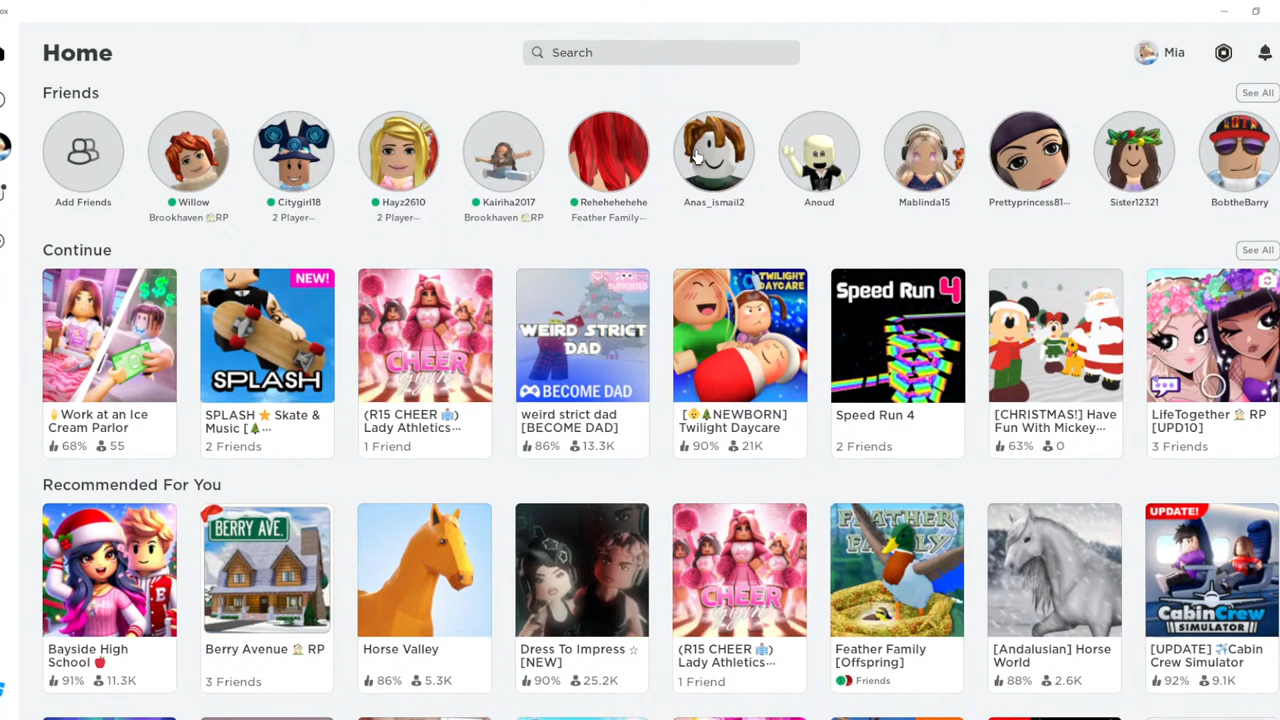 Home
Search
Mia
Friends
See All
Add Friends
Willow
Brookhaven 🏡RP
Citygirl18
2 Player...
Hayz2610
2 Player...
Kairiha2017
Brookhaven 🏡RP
Rehehehehehe
Feather Family...
Anas_ismail2
Anoud
Mablinda15
Prettyprincess81...
Sister12321
BobtheBarry
Continue
See All
NEW!
SPLASH
CHEER
gym
SUPPORTED
WEIRD STRICT
DAD
BECOME DAD
TWILIGHT
DAYCARE
Speed Run 4
💡Work at an Ice
Cream Parlor
68% 55
SPLASH ⭐ Skate &
Music [🎄...
2 Friends
(R15 CHEER 📣)
Lady Athletics...
1 Friend
weird strict dad
[BECOME DAD]
86% 13.3K
[👶🎄NEWBORN]
Twilight Daycare
90% 21K
Speed Run 4
2 Friends
[CHRISTMAS!] Have
Fun With Mickey...
63% 0
LifeTogether 🏠 RP
[UPD10]
3 Friends
Recommended For You
BERRY AVE.
CHEER
gym
FEATHER
FAMILY
UPDATE!
CabinCrew
SIMULATOR
Bayside High
School 🍎
91% 11.3K
Berry Avenue 🏠 RP
3 Friends
Horse Valley
86% 5.3K
Dress To Impress ☆
[NEW]
90% 25.2K
(R15 CHEER 📣)
Lady Athletics...
1 Friend
Feather Family
[Offspring]
Friends
[Andalusian] Horse
World
88% 2.6K
[UPDATE] ✈️Cabin
Crew Simulator
92% 9.1K